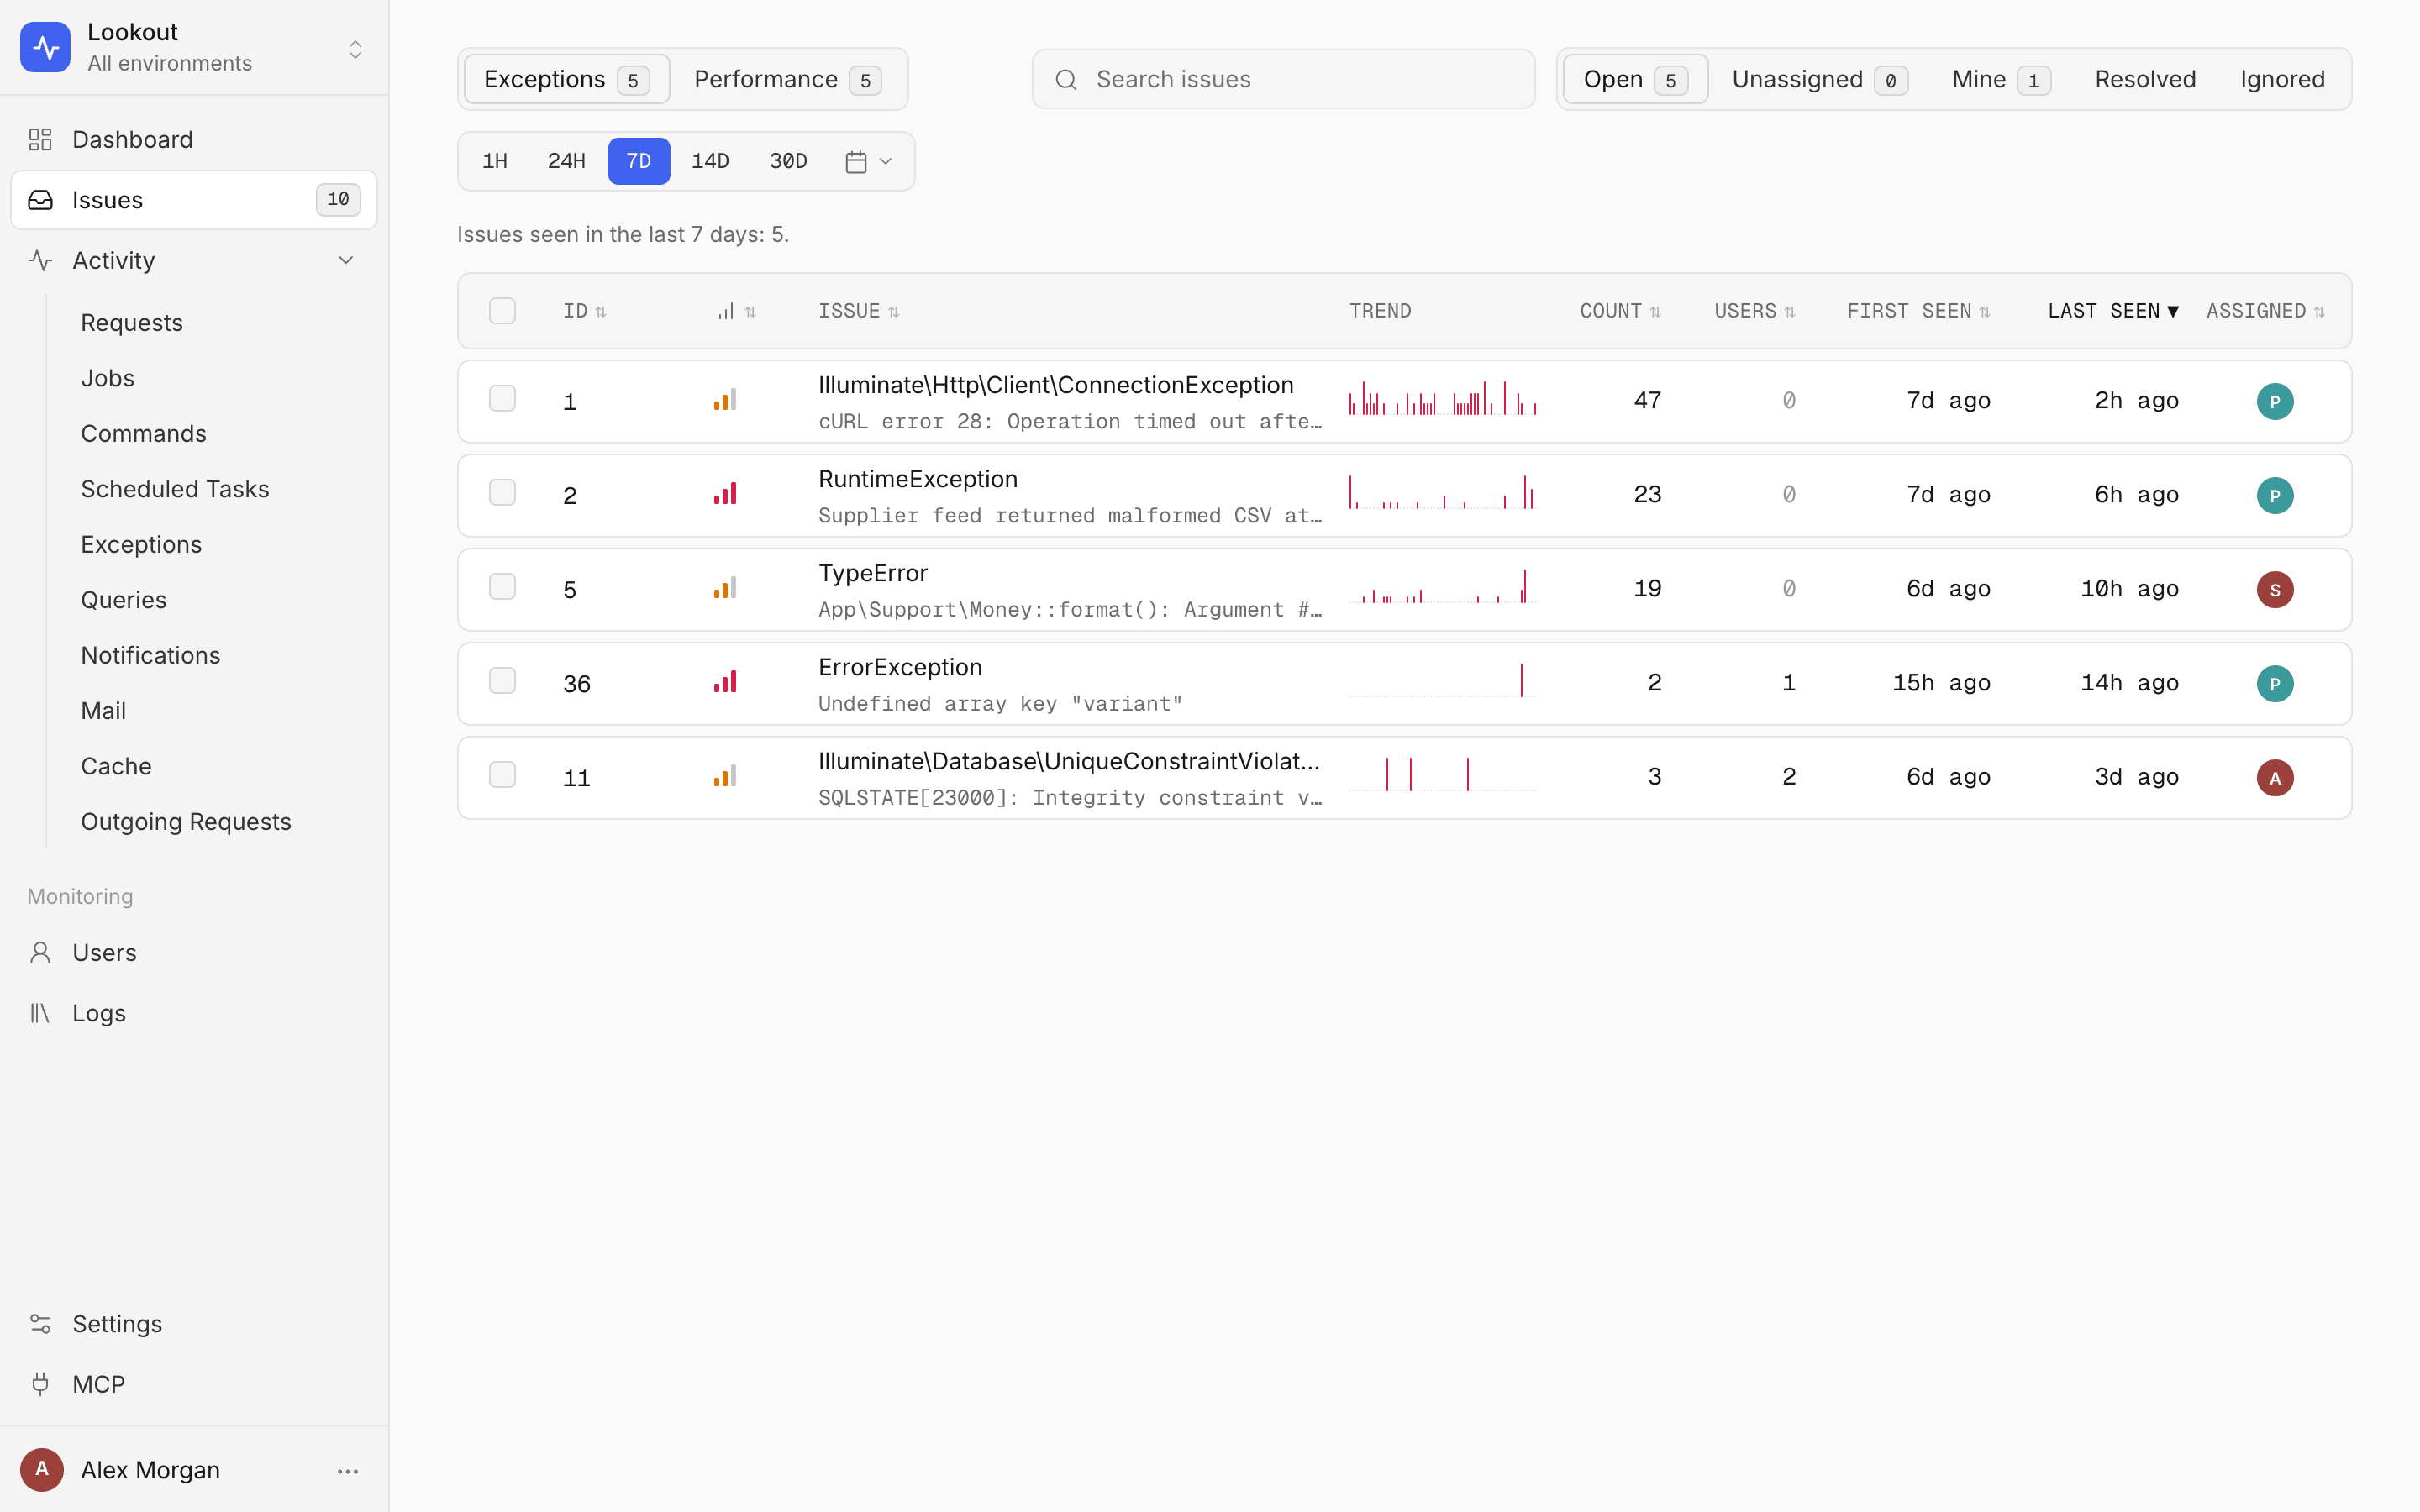 Lookout
All environments
Dashboard
Issues 10
Activity
Requests
Jobs
Commands
Scheduled Tasks
Exceptions
Queries
Notifications
Mail
Cache
Outgoing Requests
Monitoring
Users
Logs
Settings
MCP
A Alex Morgan
Exceptions 5 Performance 5
Search issues
Open 5 Unassigned 0 Mine 1 Resolved Ignored
1H 24H 7D 14D 30D
Issues seen in the last 7 days: 5.
ID ISSUE TREND COUNT USERS FIRST SEEN LAST SEEN ASSIGNED
1 Illuminate\Http\Client\ConnectionException 47 0 7d ago 2h ago P
cURL error 28: Operation timed out afte…
2 RuntimeException 23 0 7d ago 6h ago P
Supplier feed returned malformed CSV at…
5 TypeError 19 0 6d ago 10h ago S
App\Support\Money::format(): Argument #…
36 ErrorException 2 1 15h ago 14h ago P
Undefined array key "variant"
11 Illuminate\Database\UniqueConstraintViolat… 3 2 6d ago 3d ago A
SQLSTATE[23000]: Integrity constraint v…